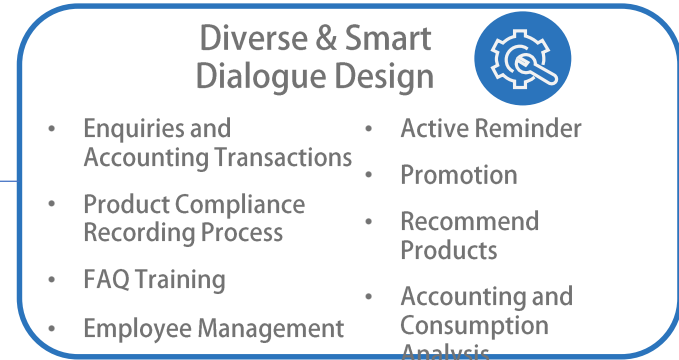 Diverse & Smart
Dialogue Design
• Enquiries and
Accounting Transactions
• Product Compliance
Recording Process
• FAQ Training
• Employee Management
• Active Reminder
• Promotion
• Recommend
Products
• Accounting and
Consumption
Analysis